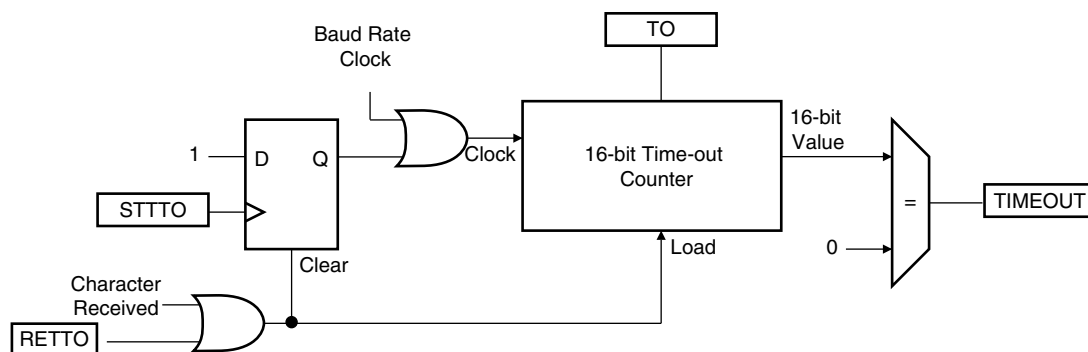 TO
Baud Rate
Clock
1
D
Q
Clock
16-bit Time-out
Counter
16-bit
Value
STTTO
=
TIMEOUT
Clear
Load
0
Character
Received
RETTO